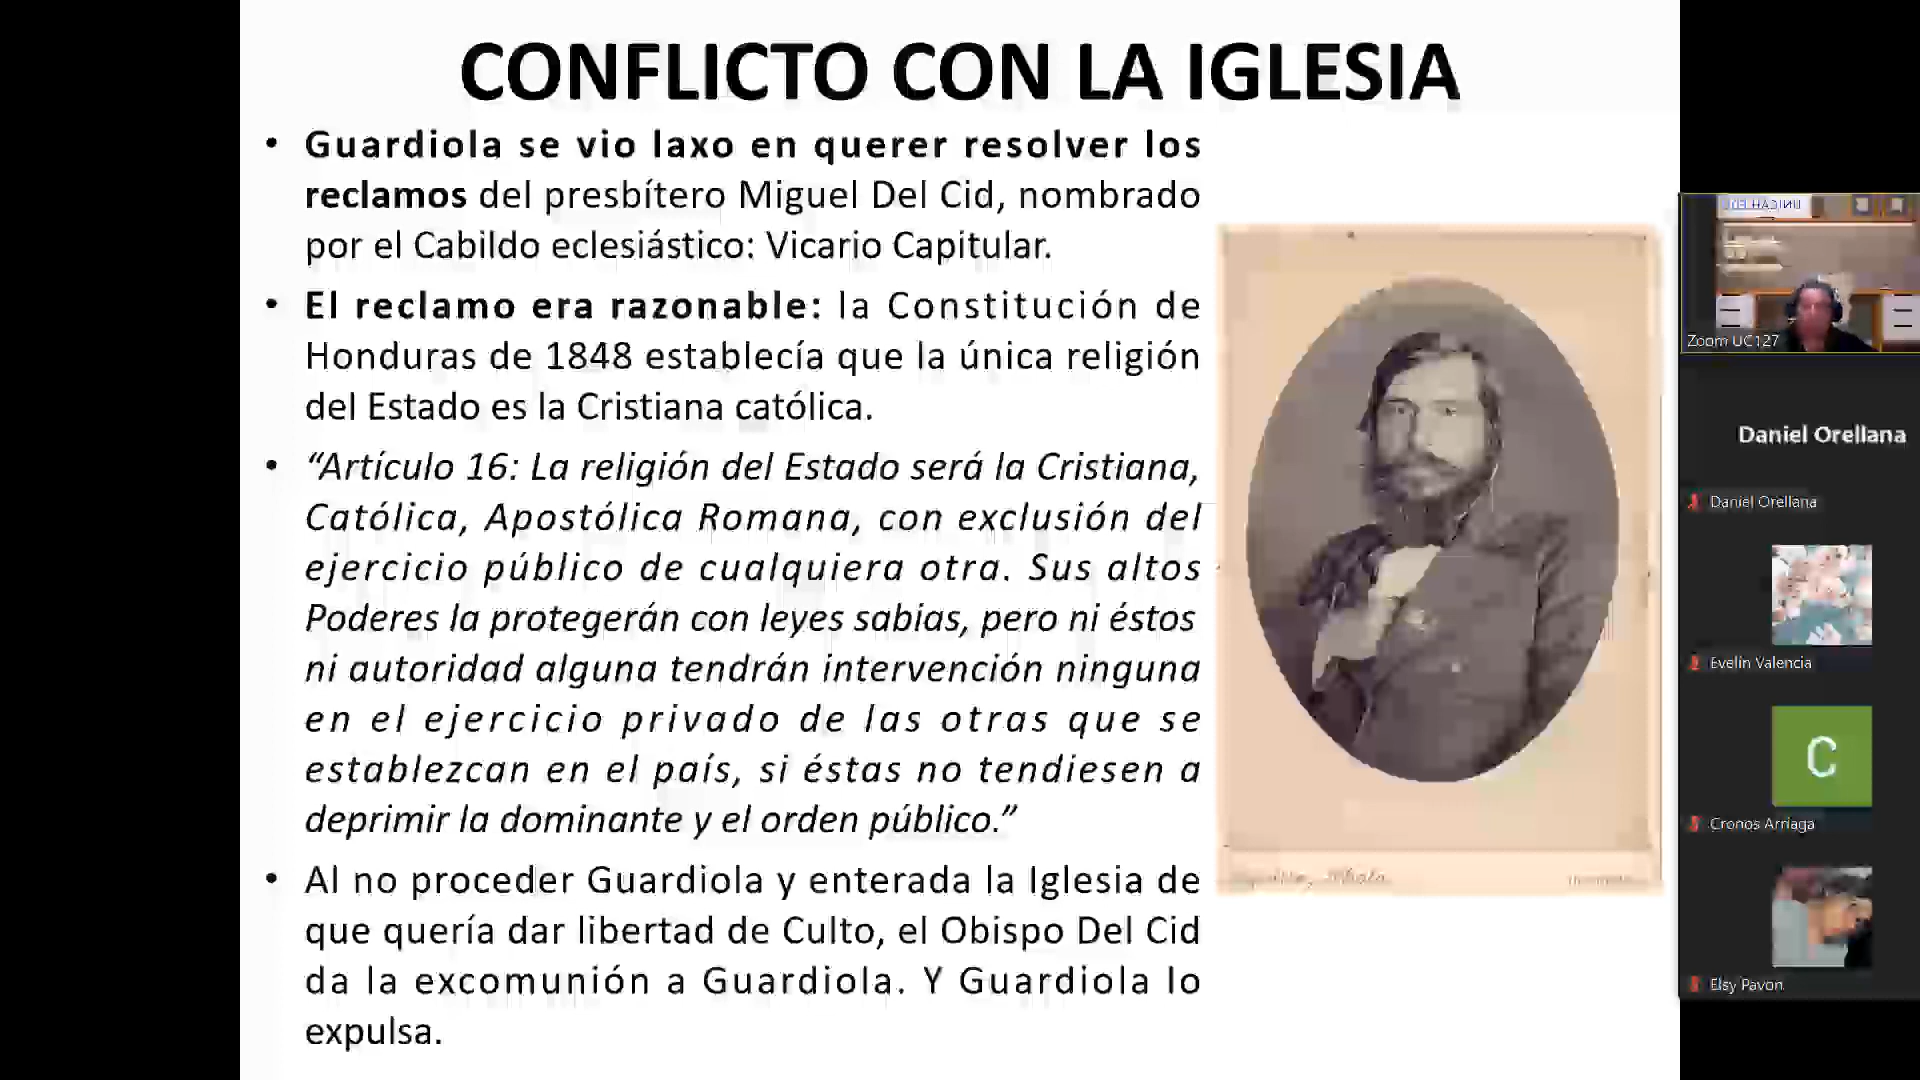 CONFLICTO CON LA IGLESIA
• Guardiola se vio laxo en querer resolver los
reclamos del presbítero Miguel Del Cid, nombrado
por el Cabildo eclesiástico: Vicario Capitular.
• El reclamo era razonable: la Constitución de
Honduras de 1848 establecía que la única religión
del Estado es la Cristiana católica.
• “Artículo 16: La religión del Estado será la Cristiana,
Católica, Apostólica Romana, con exclusión del
ejercicio público de cualquiera otra. Sus altos
Poderes la protegerán con leyes sabias, pero ni éstos
ni autoridad alguna tendrán intervención ninguna
en el ejercicio privado de las otras que se
establezcan en el país, si éstas no tendiesen a
deprimir la dominante y el orden público.”
• Al no proceder Guardiola y enterada la Iglesia de
que quería dar libertad de Culto, el Obispo Del Cid
da la excomunión a Guardiola. Y Guardiola lo
expulsa.
Zoom UC127
Daniel Orellana
Daniel Orellana
Evelin Valencia
C
Cronos Arriaga
Elsy Pavon